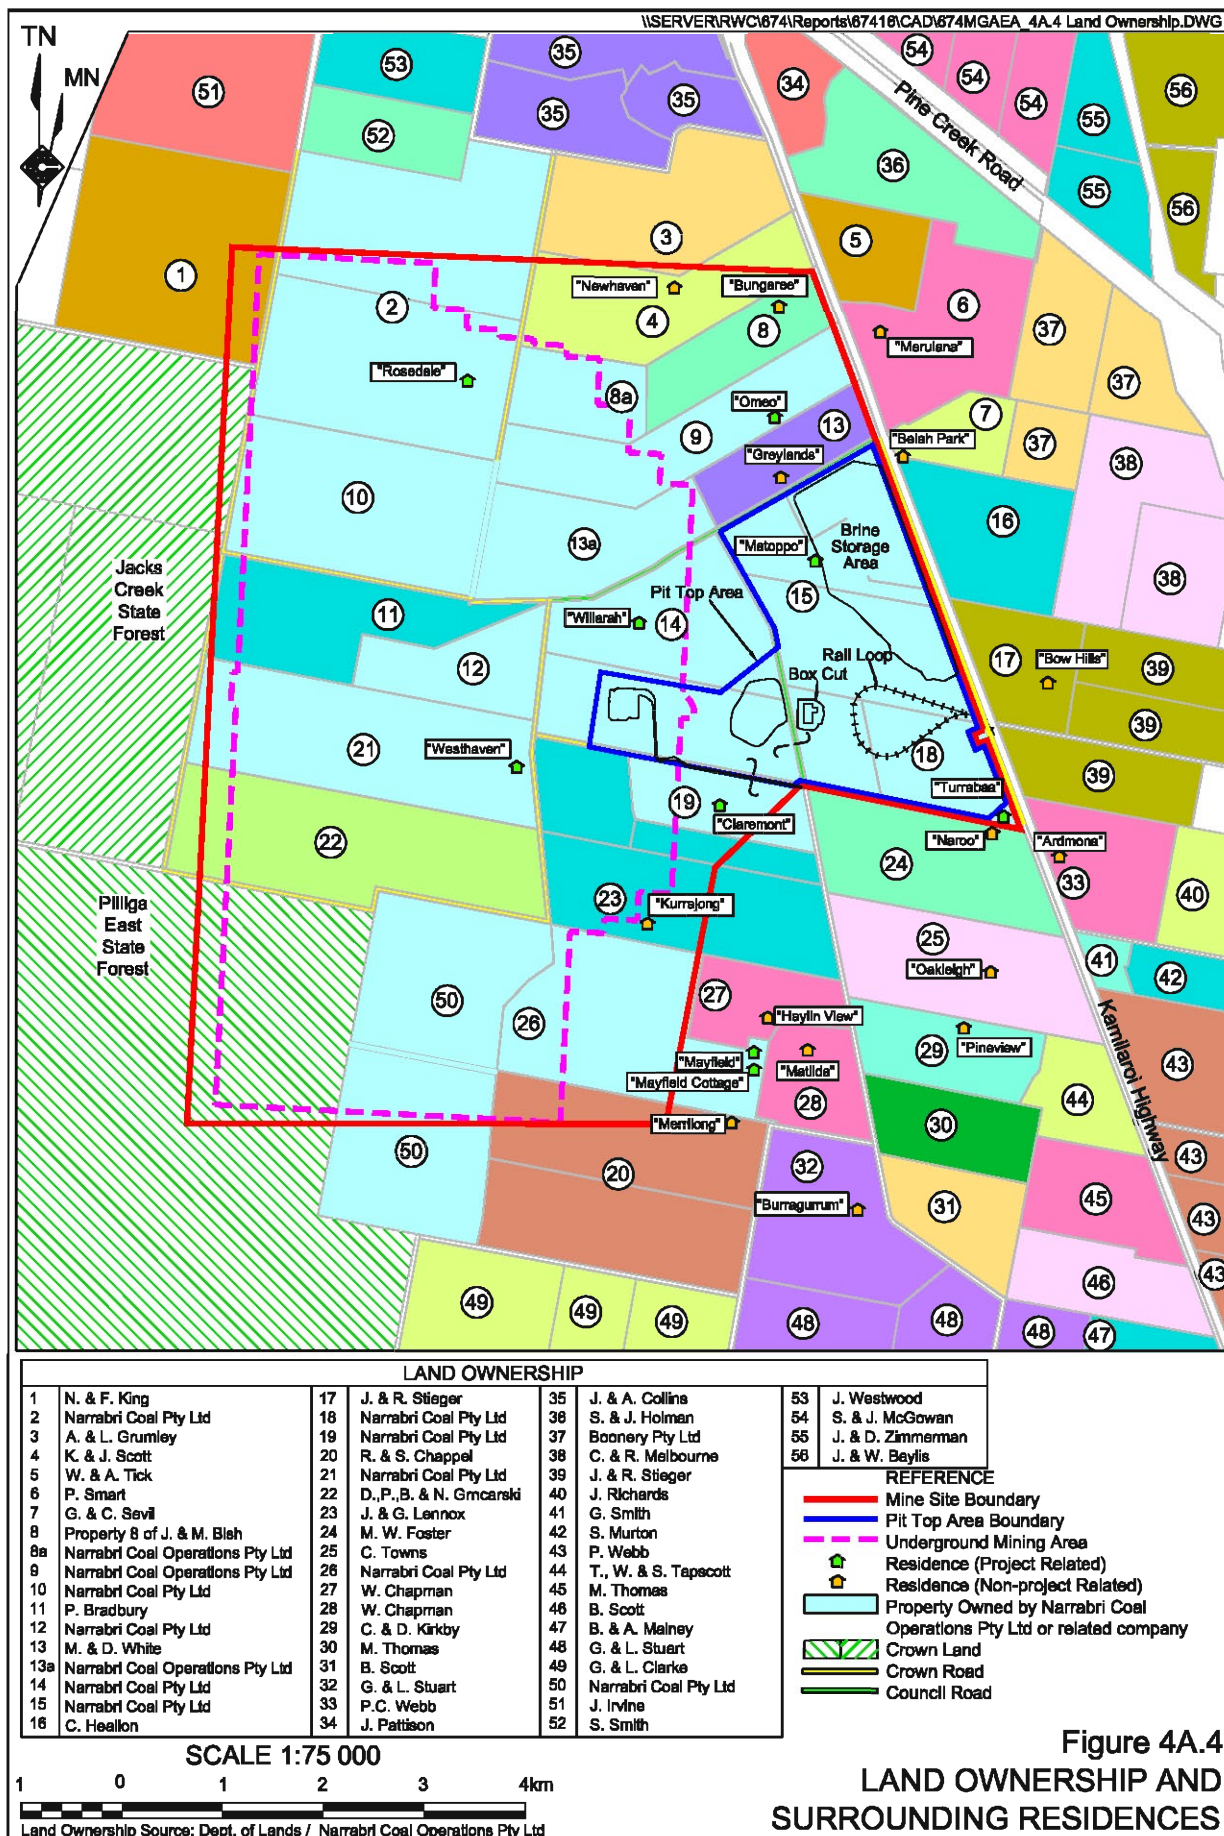 \\SERVER\RWC\674\Reports\67416\CAD\674MGAEA_4A.4 Land Ownership.DWG
TN
MN
51
53
52
35
35
35
34
54
54
54
55
55
56
56
36
Pine Creek Road
1
2
3
4
5
6
7
8
8a
9
10
11
12
13
13a
14
15
16
17
18
19
20
21
22
23
24
25
26
27
28
29
30
31
32
33
37
37
37
38
38
39
39
39
40
41
42
43
43
43
43
44
45
46
47
48
48
48
49
49
49
50
50
"Newhaven"
"Bungaree"
"Merulana"
"Rosedale"
"Omeo"
"Greylands"
"Belah Park"
"Matoppo"
Brine
Storage
Area
Jacks
Creek
State
Forest
Pit Top Area
"Willarah"
Rail Loop
Box Cut
"Bow Hills"
"Westhaven"
"Turrabaa"
"Claremont"
"Naroo"
"Ardmona"
Pilliga
East
State
Forest
"Kurrajong"
"Oakleigh"
"Haylin View"
"Pineview"
"Mayfield"
"Matilda"
"Mayfield Cottage"
"Merrilong"
"Burragurrum"
Kamilaroi Highway
LAND OWNERSHIP
1 N. & F. King
2 Narrabri Coal Pty Ltd
3 A. & L. Grumley
4 K. & J. Scott
5 W. & A. Tick
6 P. Smart
7 G. & C. Sevil
8 Property 8 of J. & M. Bish
8a Narrabri Coal Operations Pty Ltd
9 Narrabri Coal Operations Pty Ltd
10 Narrabri Coal Pty Ltd
11 P. Bradbury
12 Narrabri Coal Pty Ltd
13 M. & D. White
13a Narrabri Coal Operations Pty Ltd
14 Narrabri Coal Pty Ltd
15 Narrabri Coal Pty Ltd
16 C. Heallon
17 J. & R. Stieger
18 Narrabri Coal Pty Ltd
19 Narrabri Coal Pty Ltd
20 R. & S. Chappel
21 Narrabri Coal Pty Ltd
22 D.,P.,B. & N. Grncarski
23 J. & G. Lennox
24 M. W. Foster
25 C. Towns
26 Narrabri Coal Pty Ltd
27 W. Chapman
28 W. Chapman
29 C. & D. Kirkby
30 M. Thomas
31 B. Scott
32 G. & L. Stuart
33 P.C. Webb
34 J. Pattison
35 J. & A. Collins
36 S. & J. Holman
37 Boonery Pty Ltd
38 C. & R. Melbourne
39 J. & R. Stieger
40 J. Richards
41 G. Smith
42 S. Murton
43 P. Webb
44 T., W. & S. Tapscott
45 M. Thomas
46 B. Scott
47 B. & A. Malney
48 G. & L. Stuart
49 G. & L. Clarke
50 Narrabri Coal Pty Ltd
51 J. Irvine
52 S. Smith
53 J. Westwood
54 S. & J. McGowan
55 J. & D. Zimmerman
56 J. & W. Baylis
REFERENCE
Mine Site Boundary
Pit Top Area Boundary
Underground Mining Area
Residence (Project Related)
Residence (Non-project Related)
Property Owned by Narrabri Coal
Operations Pty Ltd or related company
Crown Land
Crown Road
Council Road
SCALE 1:75 000
1 0 1 2 3 4km
Land Ownership Source: Dept. of Lands / Narrabri Coal Operations Pty Ltd
Figure 4A.4
LAND OWNERSHIP AND
SURROUNDING RESIDENCES